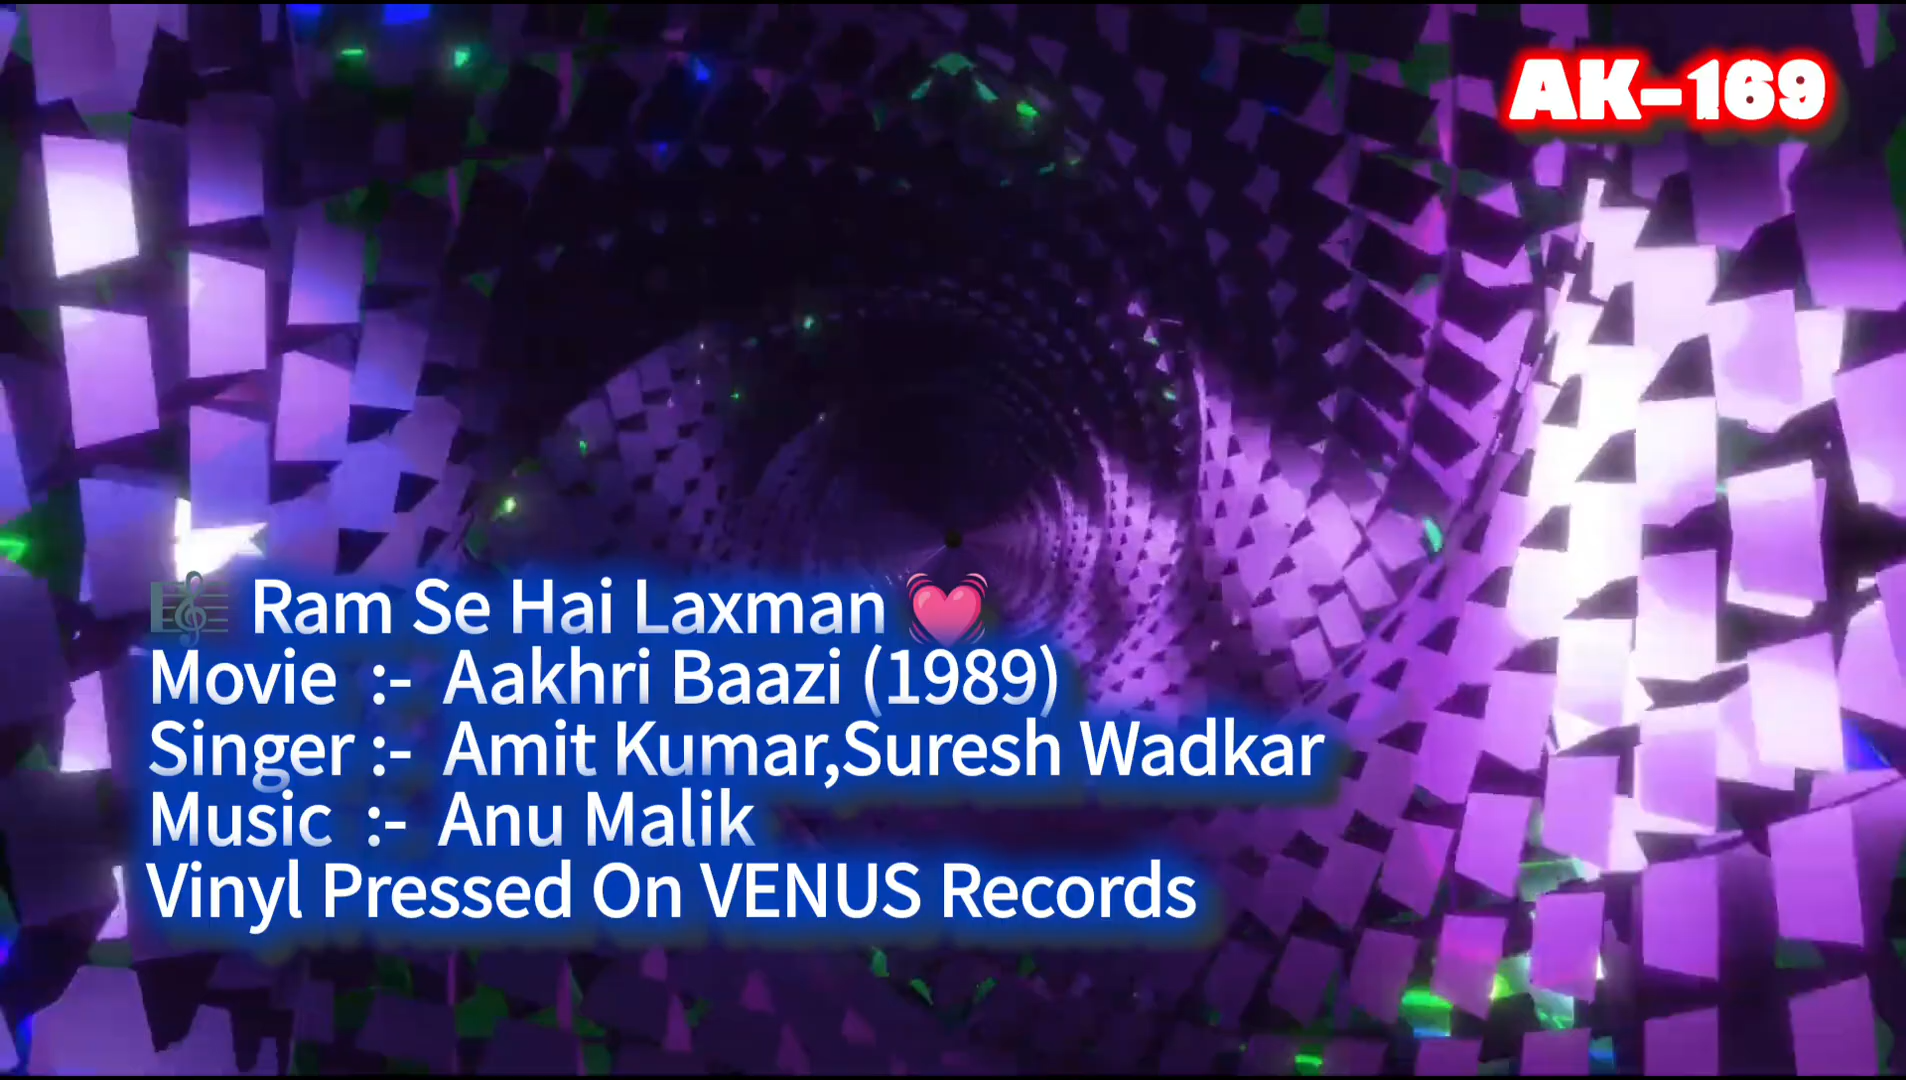 AK-169
🎼 Ram Se Hai Laxman 💓
Movie :- Aakhri Baazi (1989)
Singer :- Amit Kumar,Suresh Wadkar
Music :- Anu Malik
Vinyl Pressed On VENUS Records